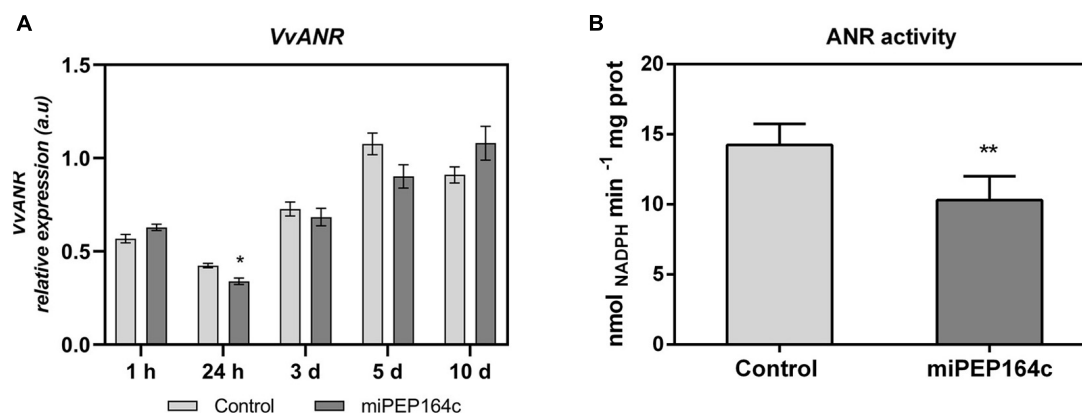 A
VvANR
VvANR
relative expression (a.u)
1.5
1.0
0.5
0.0
*
1 h
24 h
3 d
5 d
10 d
Control
miPEP164c
B
ANR activity
nmol NADPH min -1 mg prot
20
15
10
5
0
**
Control
miPEP164c